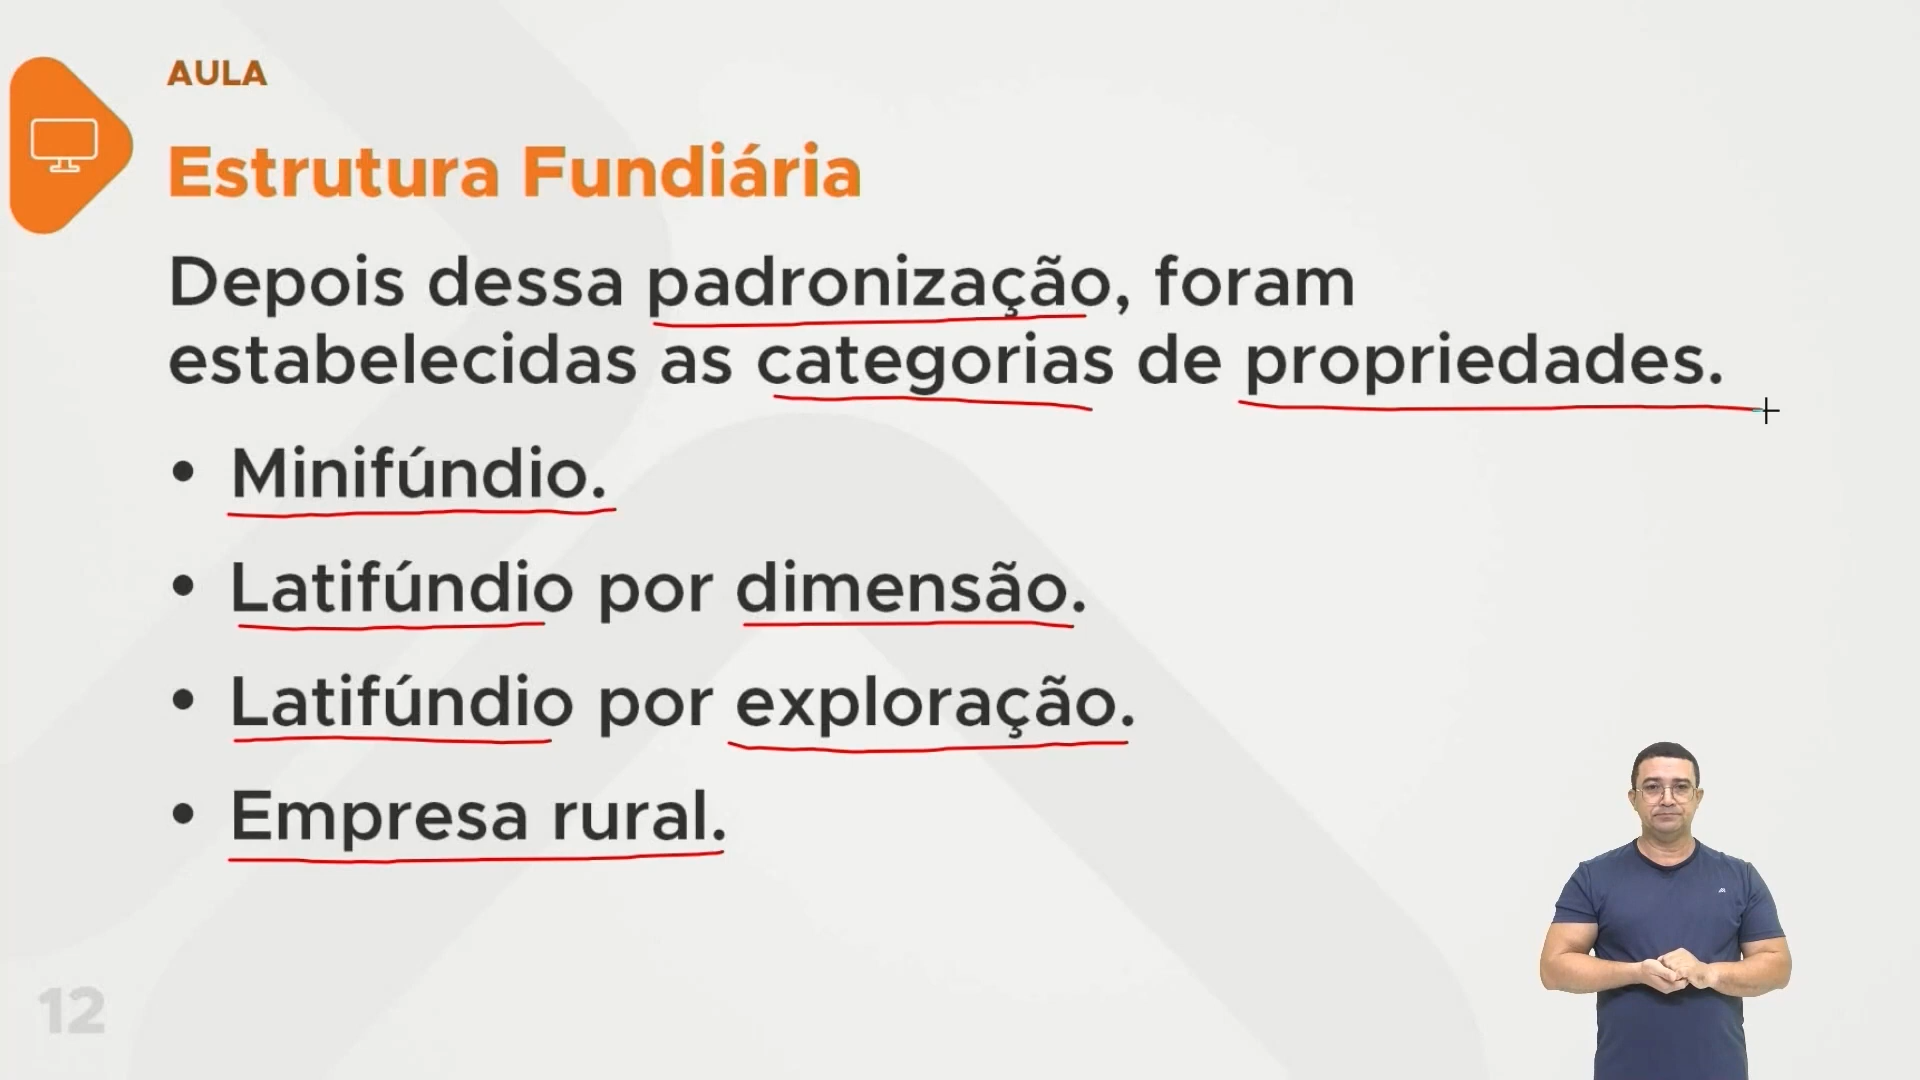 AULA
Estrutura Fundiária
Depois dessa padronização, foram
estabelecidas as categorias de propriedades.
• Minifúndio.
• Latifúndio por dimensão.
• Latifúndio por exploração.
• Empresa rural.
12